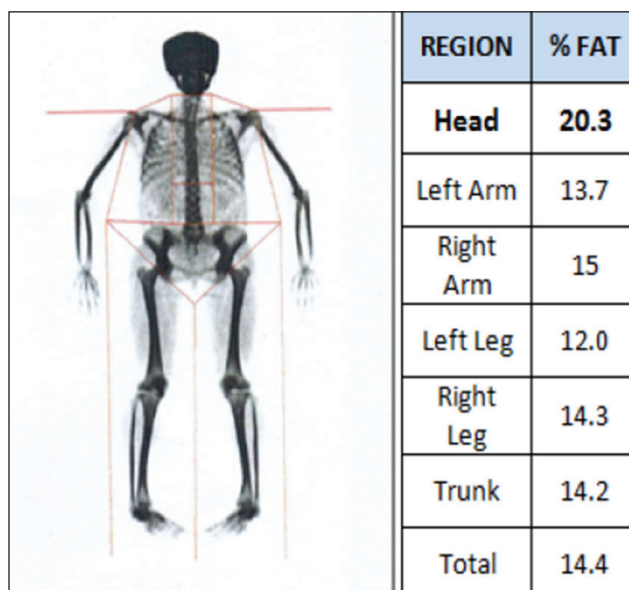 REGION % FAT
Head 20.3
Left Arm 13.7
Right
Arm 15
Left Leg 12.0
Right
Leg 14.3
Trunk 14.2
Total 14.4